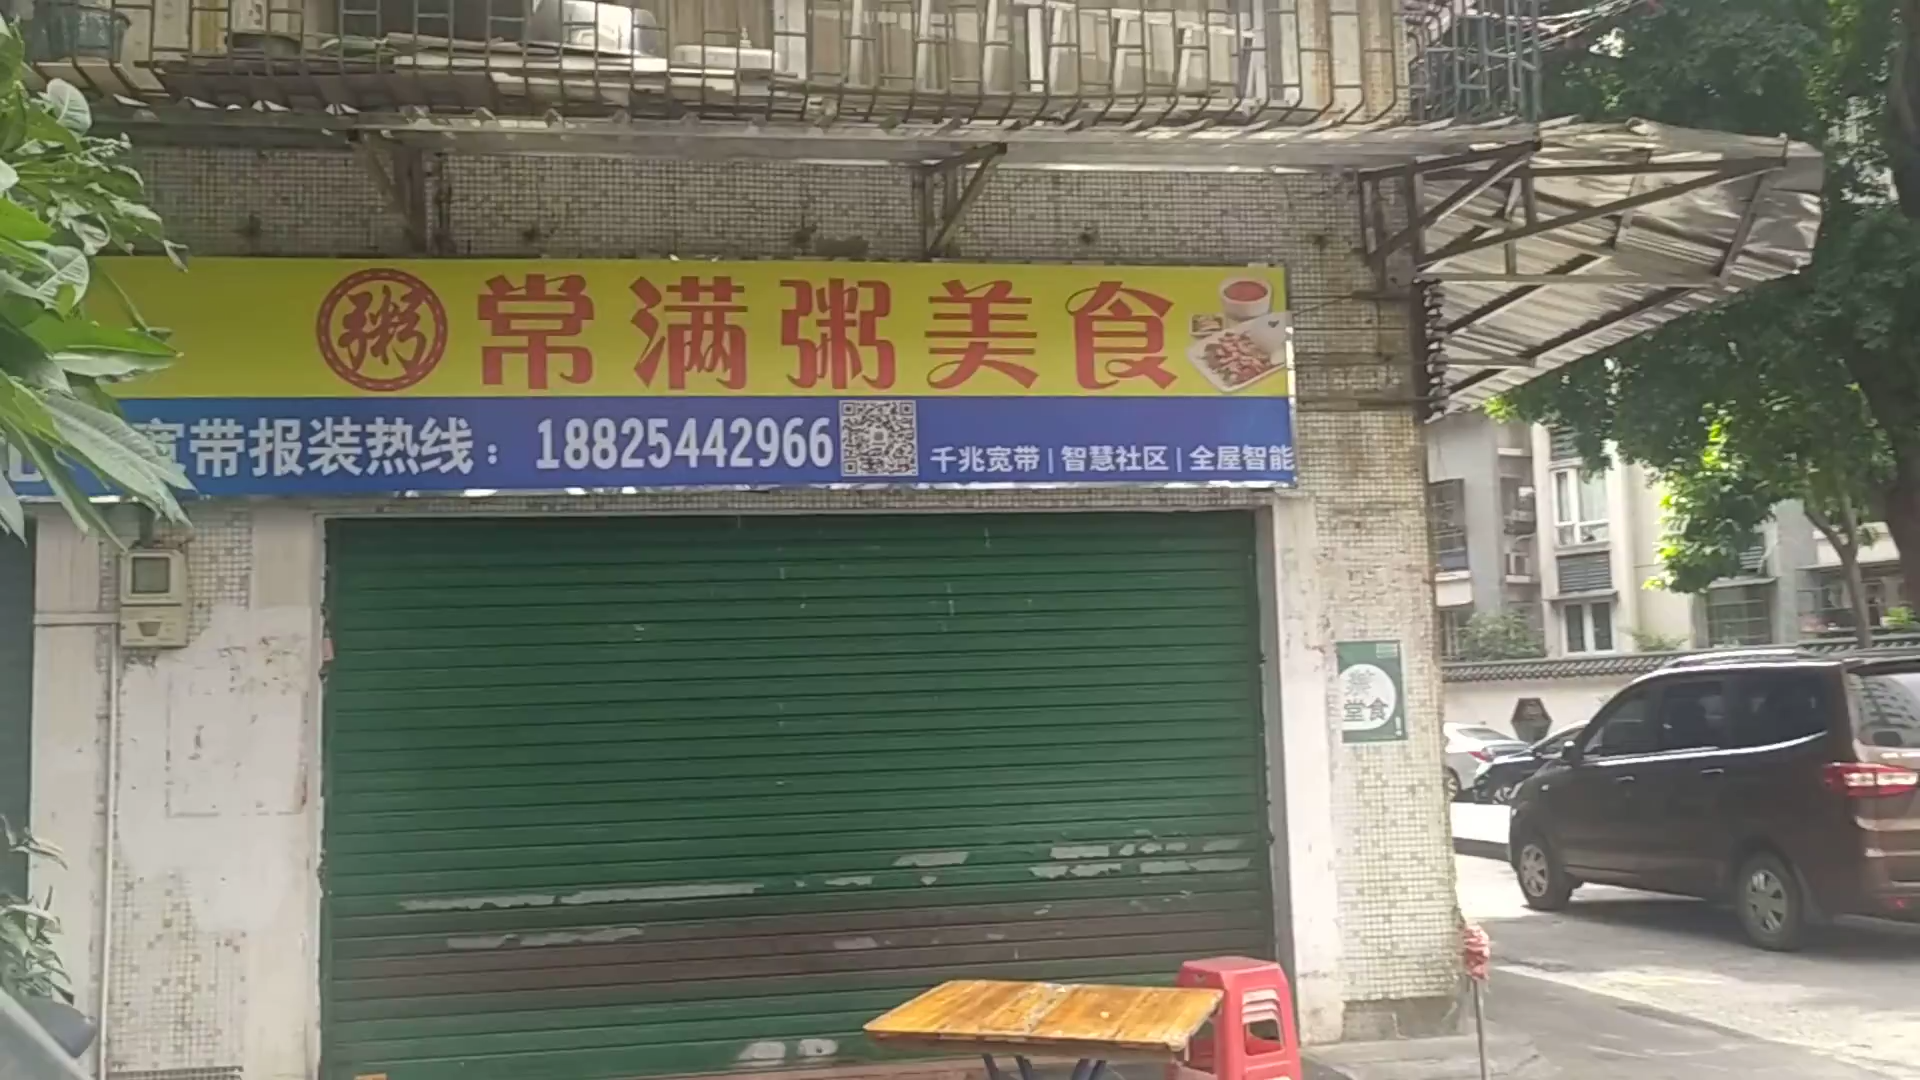 粥 常满粥美食
宽带报装热线：18825442966
千兆宽带 | 智慧社区 | 全屋智能
禁
堂食